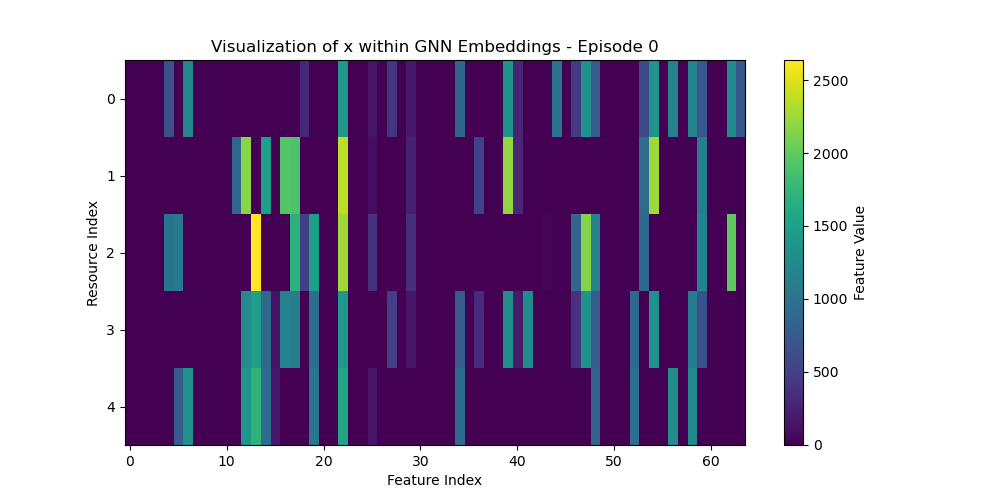 Visualization of x within GNN Embeddings - Episode 0
Resource Index
0
1
2
3
4
0 10 20 30 40 50 60
Feature Index
2500
2000
1500
1000
500
0
Feature Value